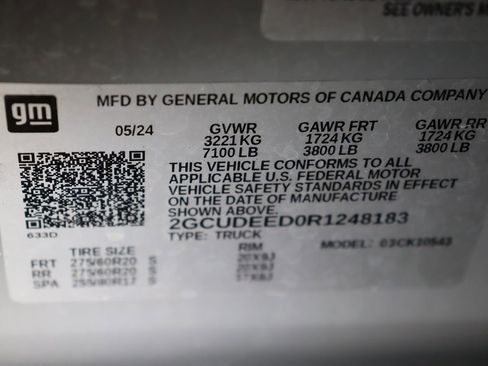 SEE OWNER'S M
gm
MFD BY GENERAL MOTORS OF CANADA COMPANY
05/24 GVWR GAWR FRT GAWR RR
3221 KG 1724 KG 1724 KG
7100 LB 3800 LB 3800 LB
THIS VEHICLE CONFORMS TO ALL
APPLICABLE U.S. FEDERAL MOTOR
VEHICLE SAFETY STANDARDS IN EFFECT
ON THE DATE OF MANUFACTURE
SHOWN ABOVE.
2GCUDEED0R1248183
633D TYPE: TRUCK MODEL:
TIRE SIZE RIM
FRT 275/60R20 S 20X9J
RR 275/60R20 S 20X9J
SPA 255/80R17 S